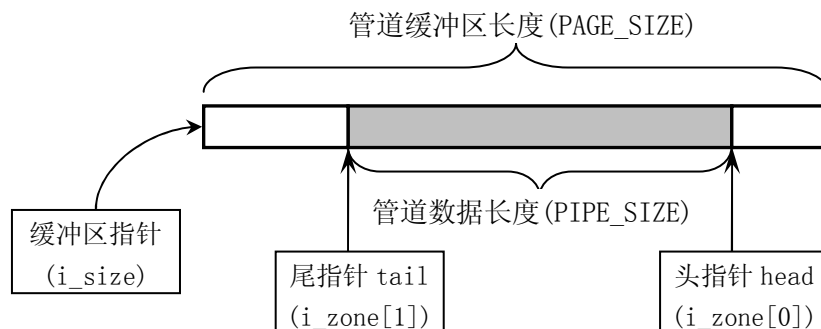 管道缓冲区长度(PAGE_SIZE)
管道数据长度(PIPE_SIZE)
缓冲区指针
(i_size)
尾指针 tail
(i_zone[1])
头指针 head
(i_zone[0])